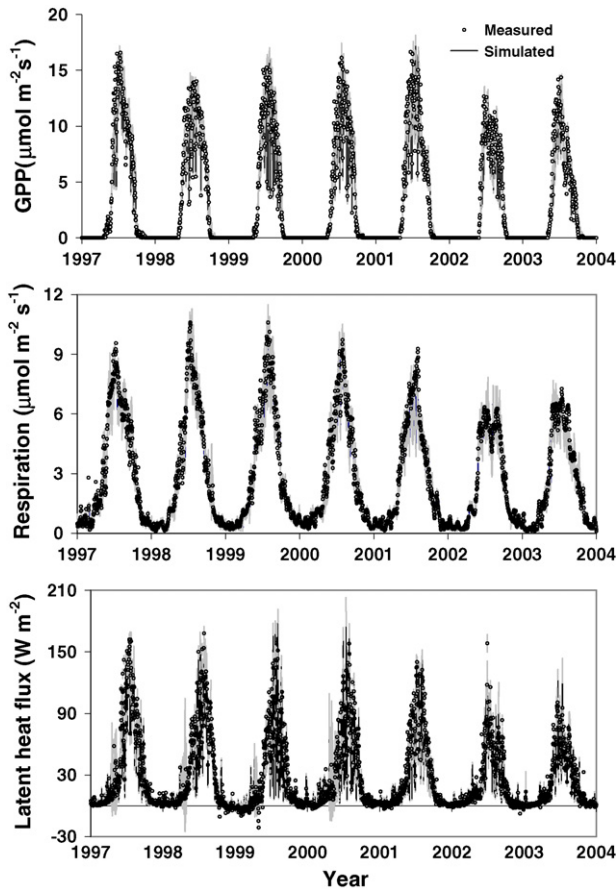 20
15
10
5
0
GPP(μmol m⁻²s⁻¹)
Measured
Simulated
1997 1998 1999 2000 2001 2002 2003 2004
12
9
6
3
0
Respiration (μmol m⁻² s⁻¹)
1997 1998 1999 2000 2001 2002 2003 2004
210
150
90
30
-30
Latent heat flux (W m⁻²)
1997 1998 1999 2000 2001 2002 2003 2004
Year